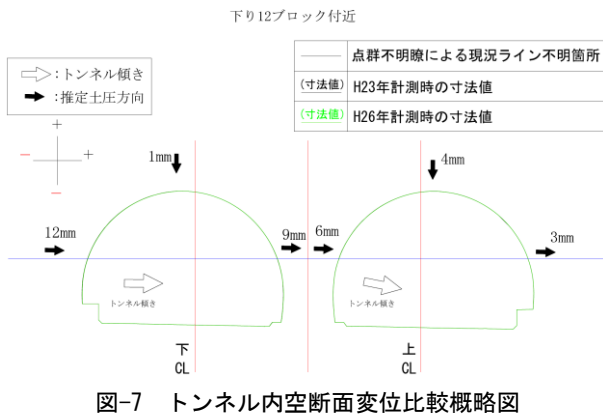 下り12ブロック付近
:トンネル傾き
:推定土圧方向
点群不明瞭による現況ライン不明箇所
(寸法値) H23年計測時の寸法値
(寸法値) H26年計測時の寸法値
+
− +
−
1mm
4mm
12mm
9mm
6mm
3mm
トンネル傾き
トンネル傾き
下
CL
上
CL
図-7 トンネル内空断面変位比較概略図